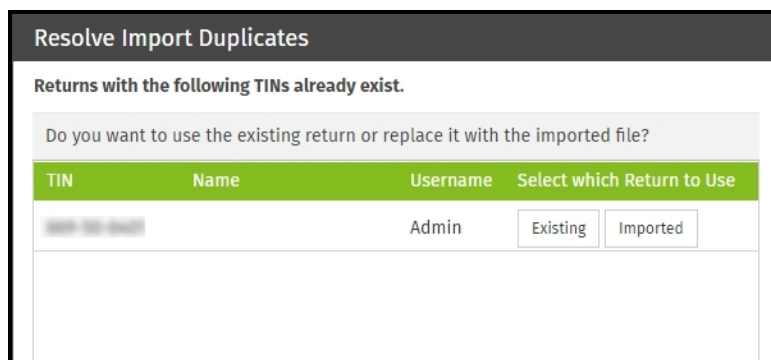 Resolve Import Duplicates
Returns with the following TINs already exist.
Do you want to use the existing return or replace it with the imported file?
TIN Name Username Select which Return to Use
Admin Existing Imported